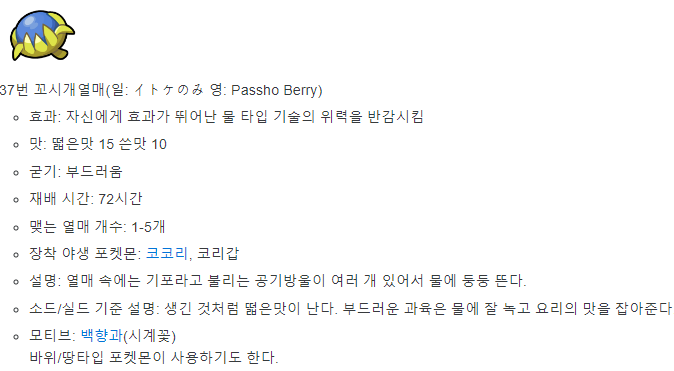 37번 꼬시개열매(일: イトケのみ 영: Passho Berry)
효과: 자신에게 효과가 뛰어난 물 타입 기술의 위력을 반감시킴
맛: 떫은맛 15 쓴맛 10
굳기: 부드러움
재배 시간: 72시간
맺는 열매 개수: 1-5개
장착 야생 포켓몬: 코코리, 코리갑
설명: 열매 속에는 기포라고 불리는 공기방울이 여러 개 있어서 물에 둥둥 뜬다.
소드/실드 기준 설명: 생긴 것처럼 떫은맛이 난다. 부드러운 과육은 물에 잘 녹고 요리의 맛을 잡아준다
모티브: 백향과(시계꽃)
바위/땅타입 포켓몬이 사용하기도 한다.